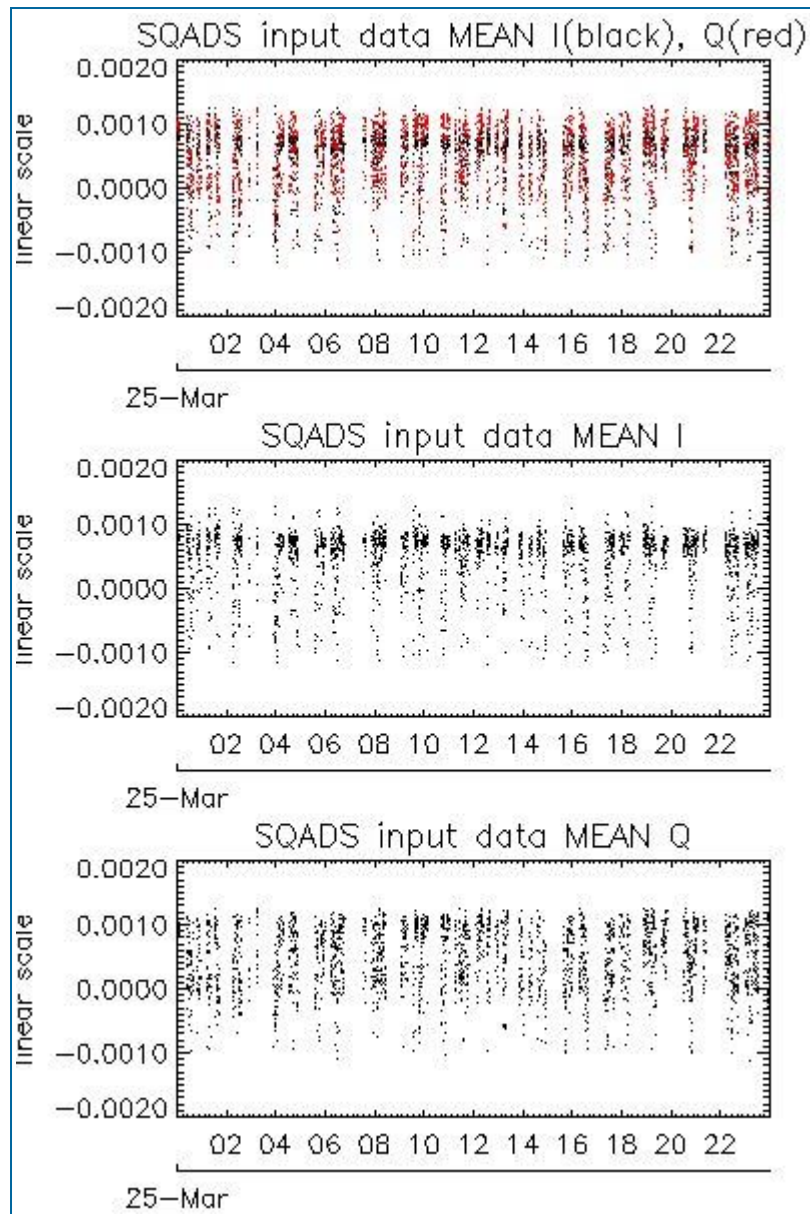 SQADS input data MEAN I(black), Q(red)
linear scale
0.0020
0.0010
0.0000
−0.0010
−0.0020
02 04 06 08 10 12 14 16 18 20 22
25−Mar
SQADS input data MEAN I
linear scale
0.0020
0.0010
0.0000
−0.0010
−0.0020
02 04 06 08 10 12 14 16 18 20 22
25−Mar
SQADS input data MEAN Q
linear scale
0.0020
0.0010
0.0000
−0.0010
−0.0020
02 04 06 08 10 12 14 16 18 20 22
25−Mar